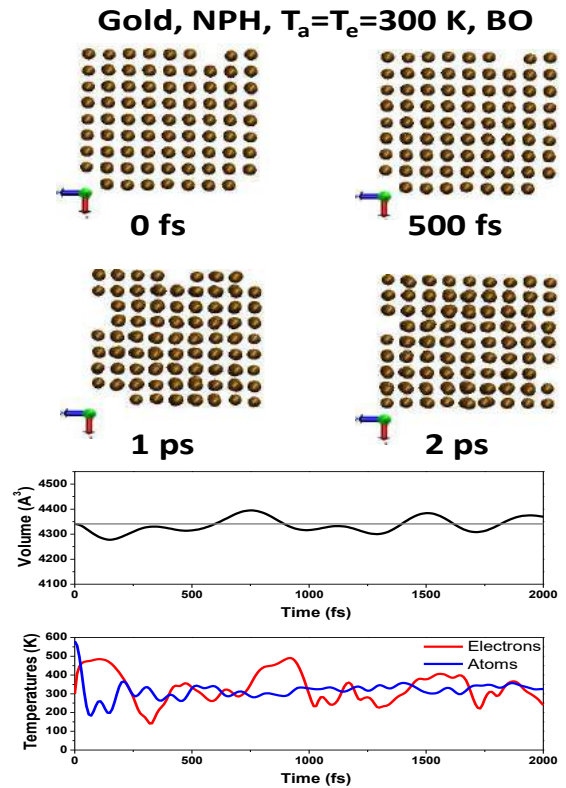 Gold, NPH, Tₐ=Tₑ=300 K, BO
0 fs
500 fs
1 ps
2 ps
Volume (A³)
4500
4400
4300
4200
4100
0
500
1000
1500
2000
Time (fs)
Temperatures (K)
600
500
400
300
200
100
0
Electrons
Atoms
0
500
1000
1500
2000
Time (fs)